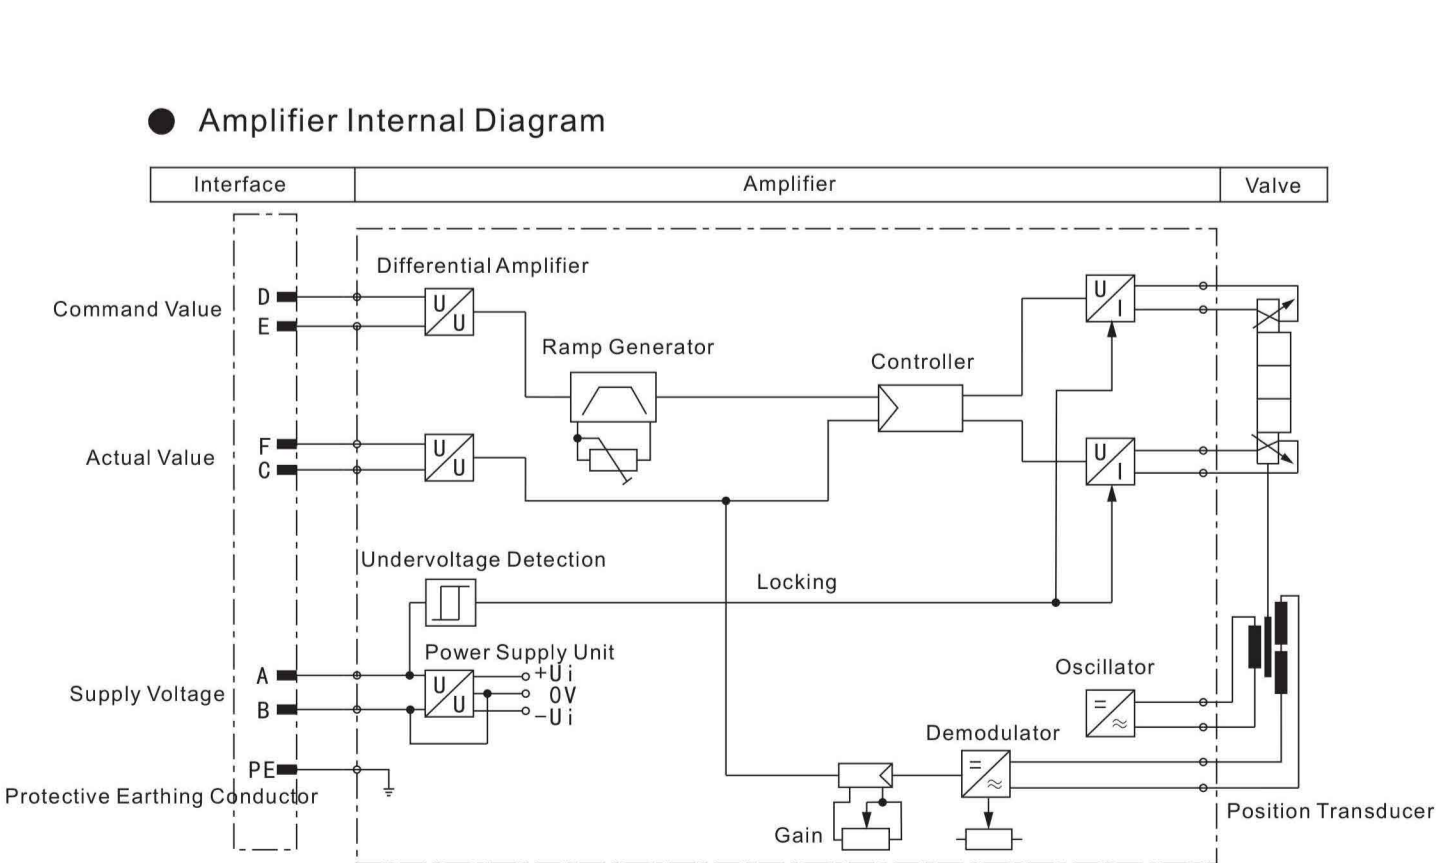 ● Amplifier Internal Diagram
Interface Amplifier Valve
Differential Amplifier
Command Value D U U
E
U I
Ramp Generator
Controller
Actual Value F U U
C
U I
Undervoltage Detection
Locking
Power Supply Unit
Supply Voltage A U U +Ui
0V
B -Ui
Oscillator
= ≈
Demodulator
= ≈
PE
Protective Earthing Conductor
Position Transducer
Gain